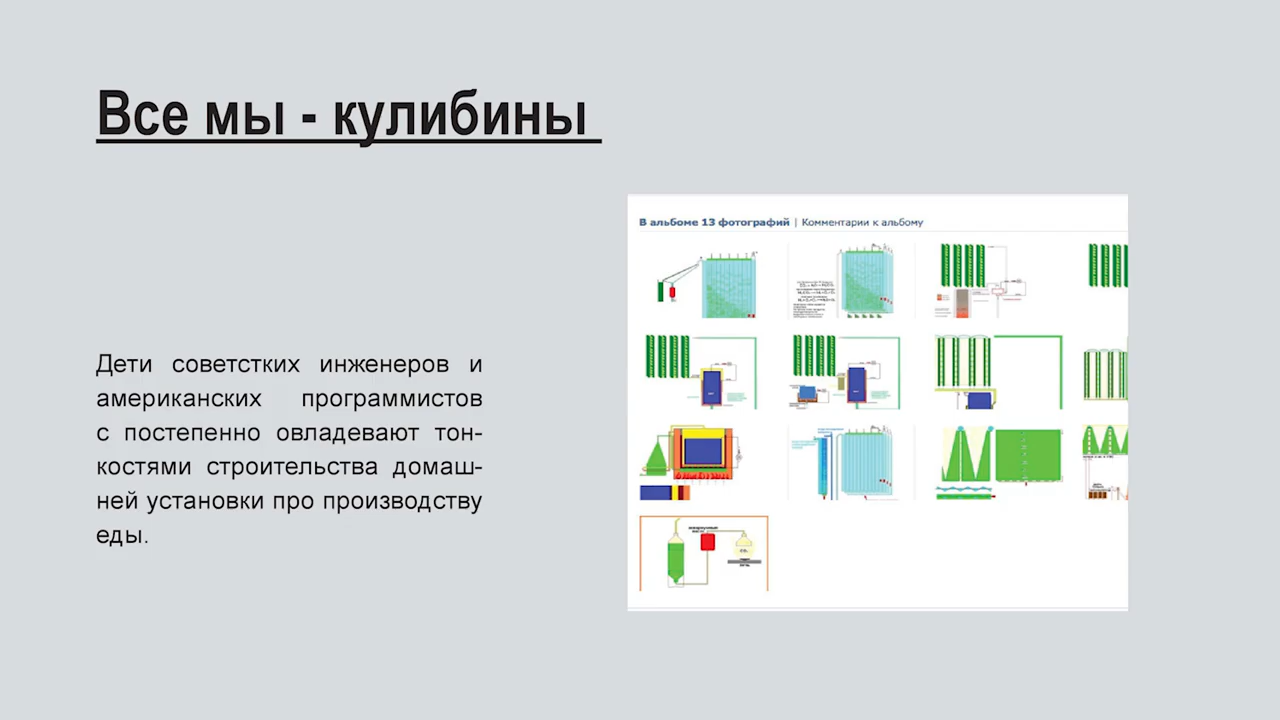 Все мы - кулибины
В альбоме 13 фотографий | Комментарии к альбому
Дети советстких инженеров и
американских программистов
с постепенно овладевают тон-
костями строительства домаш-
ней установки про производству
еды.